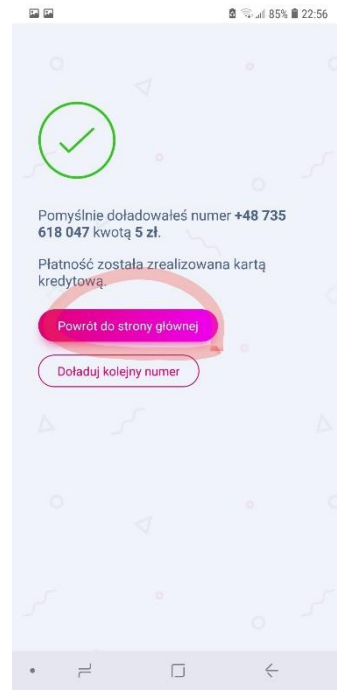 85% 22:56
Pomyślnie doładowałeś numer +48 735
618 047 kwotą 5 zł.
Płatność została zrealizowana kartą
kredytową.
Powrót do strony głównej
Doładuj kolejny numer